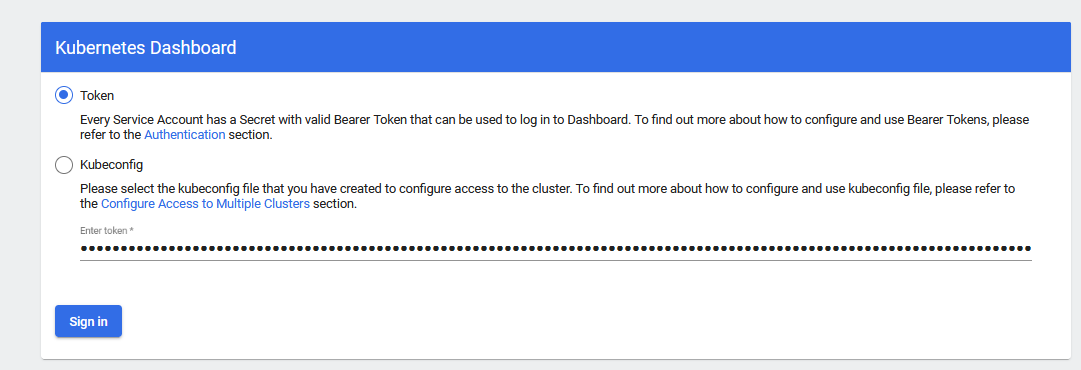 Kubernetes Dashboard
Token
Every Service Account has a Secret with valid Bearer Token that can be used to log in to Dashboard. To find out more about how to configure and use Bearer Tokens, please
refer to the Authentication section.
Kubeconfig
Please select the kubeconfig file that you have created to configure access to the cluster. To find out more about how to configure and use kubeconfig file, please refer to
the Configure Access to Multiple Clusters section.
Enter token *
Sign in